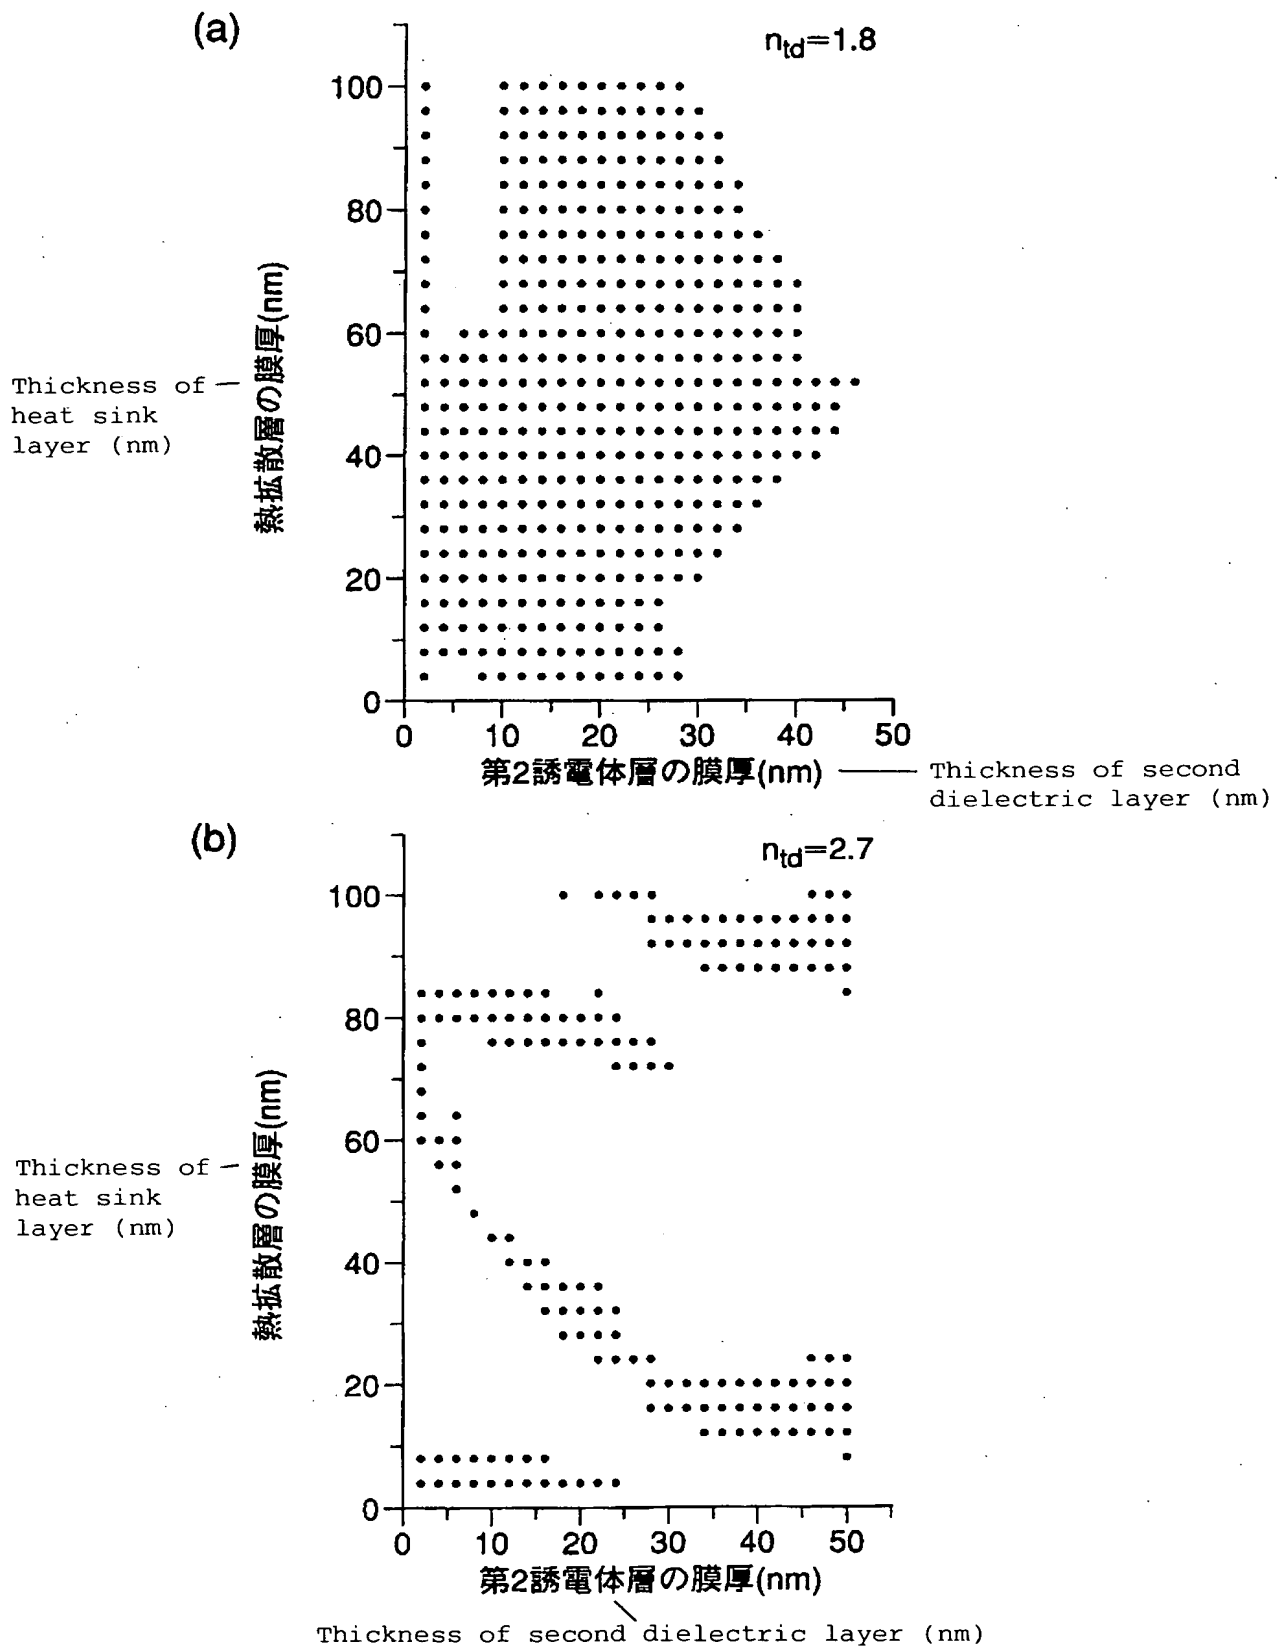 (a)
n_td=1.8
100
80
60
40
20
0
熱拡散層の膜厚(nm)
Thickness of
heat sink
layer (nm)
0 10 20 30 40 50
第2誘電体層の膜厚(nm)
Thickness of second
dielectric layer (nm)
(b)
n_td=2.7
100
80
60
40
20
0
熱拡散層の膜厚(nm)
Thickness of
heat sink
layer (nm)
0 10 20 30 40 50
第2誘電体層の膜厚(nm)
Thickness of second dielectric layer (nm)